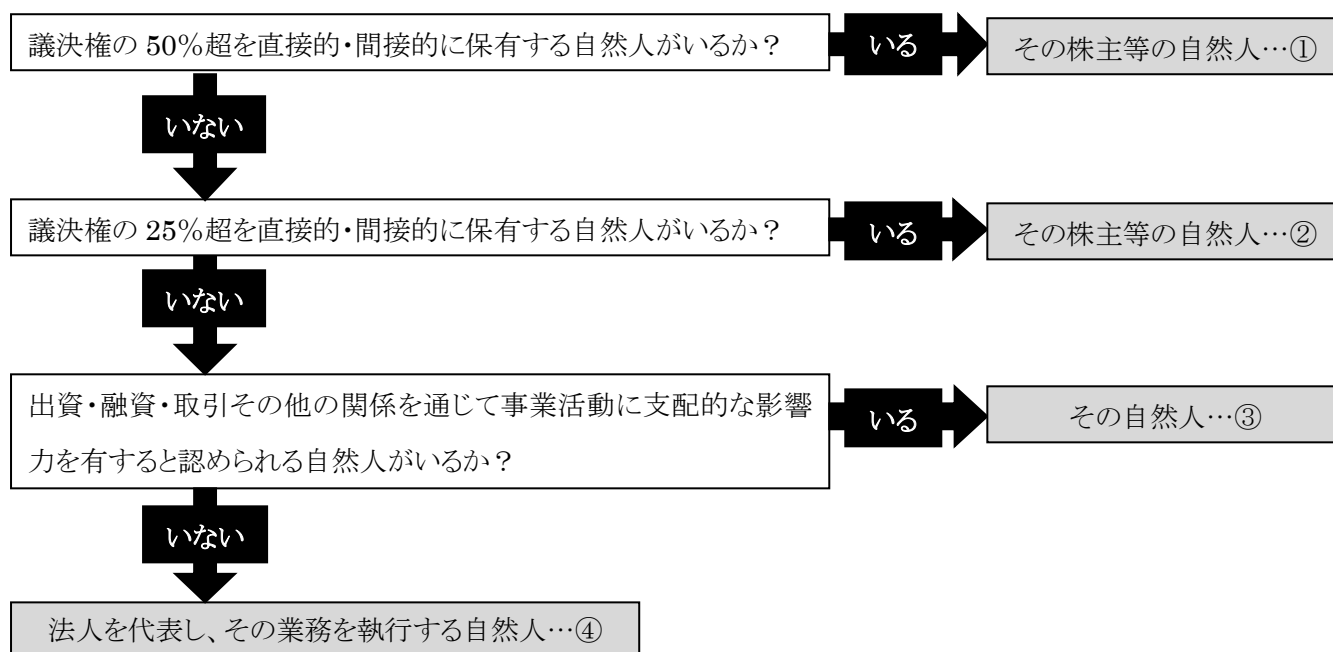 議決権の 50%超を直接的・間接的に保有する自然人がいるか？
いる
その株主等の自然人…①
いない
議決権の 25%超を直接的・間接的に保有する自然人がいるか？
いる
その株主等の自然人…②
いない
出資・融資・取引その他の関係を通じて事業活動に支配的な影響
力を有すると認められる自然人がいるか？
いる
その自然人…③
いない
法人を代表し、その業務を執行する自然人…④